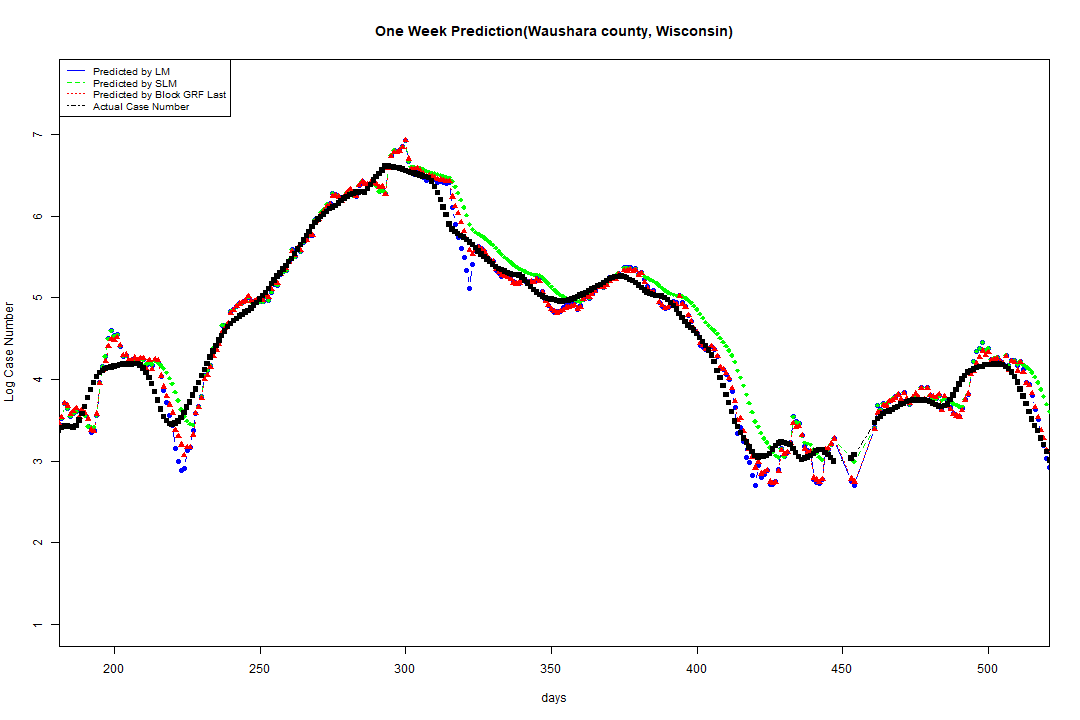 One Week Prediction(Waushara county, Wisconsin)
Predicted by LM
Predicted by SLM
Predicted by Block GRF Last
Actual Case Number
Log Case Number
7
6
5
4
3
2
1
200 250 300 350 400 450 500
days